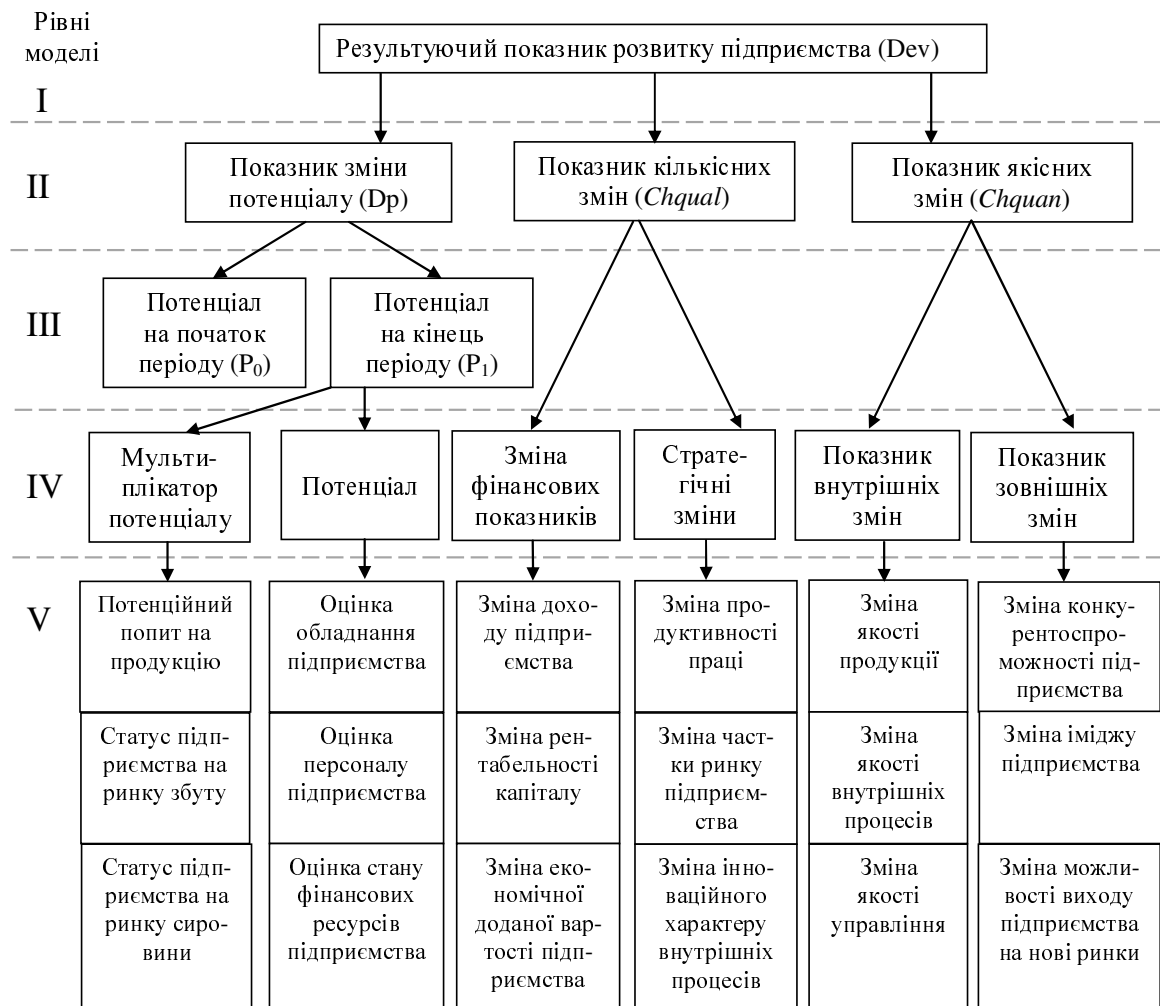 Рівні
моделі
Результуючий показник розвитку підприємства (Dev)
I
II
Показник зміни
потенціалу (Dp)
Показник кількісних
змін (Chqual)
Показник якісних
змін (Chquan)
III
Потенціал
на початок
періоду (P₀)
Потенціал
на кінець
періоду (P₁)
IV
Мульти-
плікатор
потенціалу
Потенціал
Зміна
фінансових
показників
Страте-
гічні
зміни
Показник
внутрішніх
змін
Показник
зовнішніх
змін
V
Потенційний
попит на
продукцію
Оцінка
обладнання
підприємства
Зміна дохо-
ду підпри-
ємства
Зміна про-
дуктивності
праці
Зміна
якості
продукції
Зміна конку-
рентоспро-
можності під-
приємства
Статус підп-
риємства на
ринку збуту
Оцінка
персоналу
підприємства
Зміна рен-
табельності
капіталу
Зміна част-
ки ринку
підприєм-
ства
Зміна
якості
внутрішніх
процесів
Зміна іміджу
підприємства
Статус підп-
риємства на
ринку сиро-
вини
Оцінка стану
фінансових
ресурсів
підприємства
Зміна еко-
номічної
доданої вар-
тості підп-
риємства
Зміна інно-
ваційного
характеру
внутрішніх
процесів
Зміна
якості
управління
Зміна можли-
вості виходу
підприємства
на нові ринки